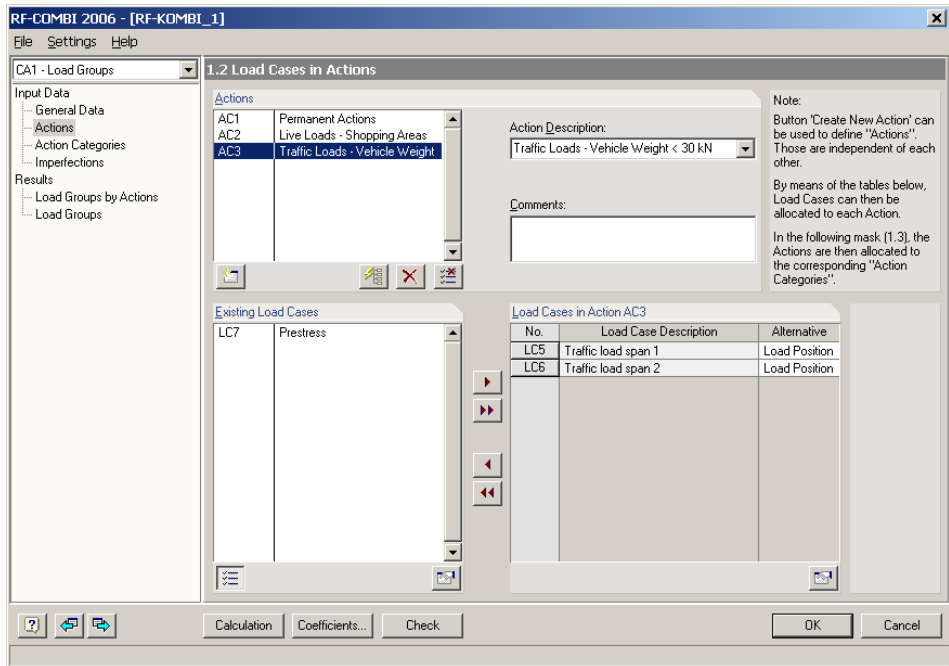 RF-COMBI 2006 - [RF-KOMBI_1]
File Settings Help
CA1 - Load Groups
1.2 Load Cases in Actions
Input Data
General Data
Actions
Action Categories
Imperfections
Results
Load Groups by Actions
Load Groups
Actions
AC1 Permanent Actions
AC2 Live Loads - Shopping Areas
AC3 Traffic Loads - Vehicle Weight
Action Description:
Traffic Loads - Vehicle Weight < 30 kN
Comments:
Note:
Button 'Create New Action' can
be used to define "Actions".
Those are independent of each
other.
By means of the tables below,
Load Cases can then be
allocated to each Action.
In the following mask (1.3), the
Actions are then allocated to
the corresponding "Action
Categories".
Existing Load Cases
LC7 Prestress
Load Cases in Action AC3
No. Load Case Description Alternative
LC5 Traffic load span 1 Load Position
LC6 Traffic load span 2 Load Position
Calculation Coefficients... Check OK Cancel